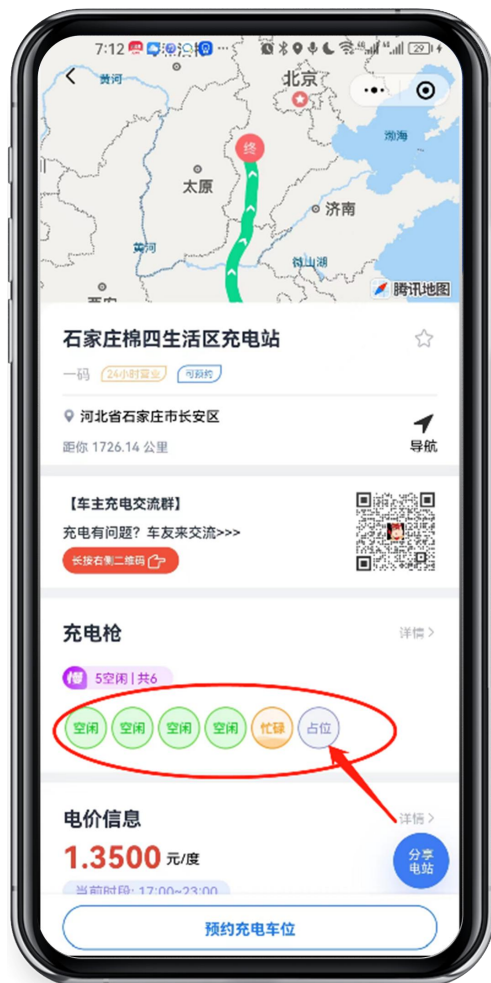 7:12
29
黄河
北京
渤海
终
太原
济南
黄河
微山湖
西安
腾讯地图
石家庄棉四生活区充电站
一码 24小时营业 可预约
河北省石家庄市长安区
距你 1726.14 公里
导航
【车主充电交流群】
充电有问题？车友来交流>>>
长按右侧二维码
充电枪
详情
慢 5空闲|共6
空闲 空闲 空闲 空闲 忙碌 占位
电价信息
详情
1.3500 元/度
分享
电站
当前时段: 17:00~23:00
预约充电车位